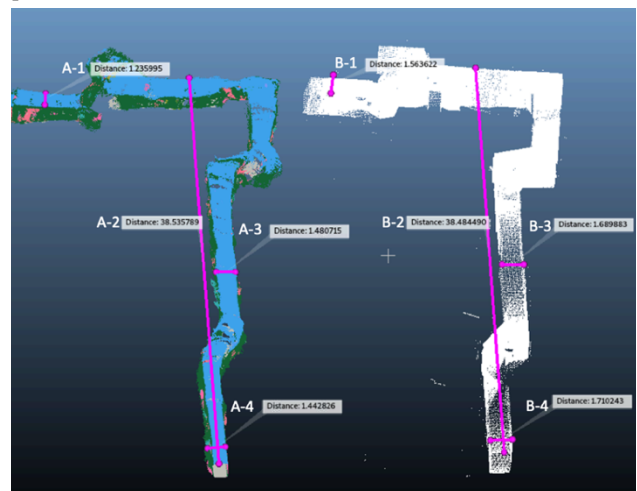 A-1
Distance: 1.235995
B-1
Distance: 1.563622
A-2
Distance: 38.535789
A-3
Distance: 1.480715
B-2
Distance: 38.484490
B-3
Distance: 1.689883
A-4
Distance: 1.442826
B-4
Distance: 1.710243